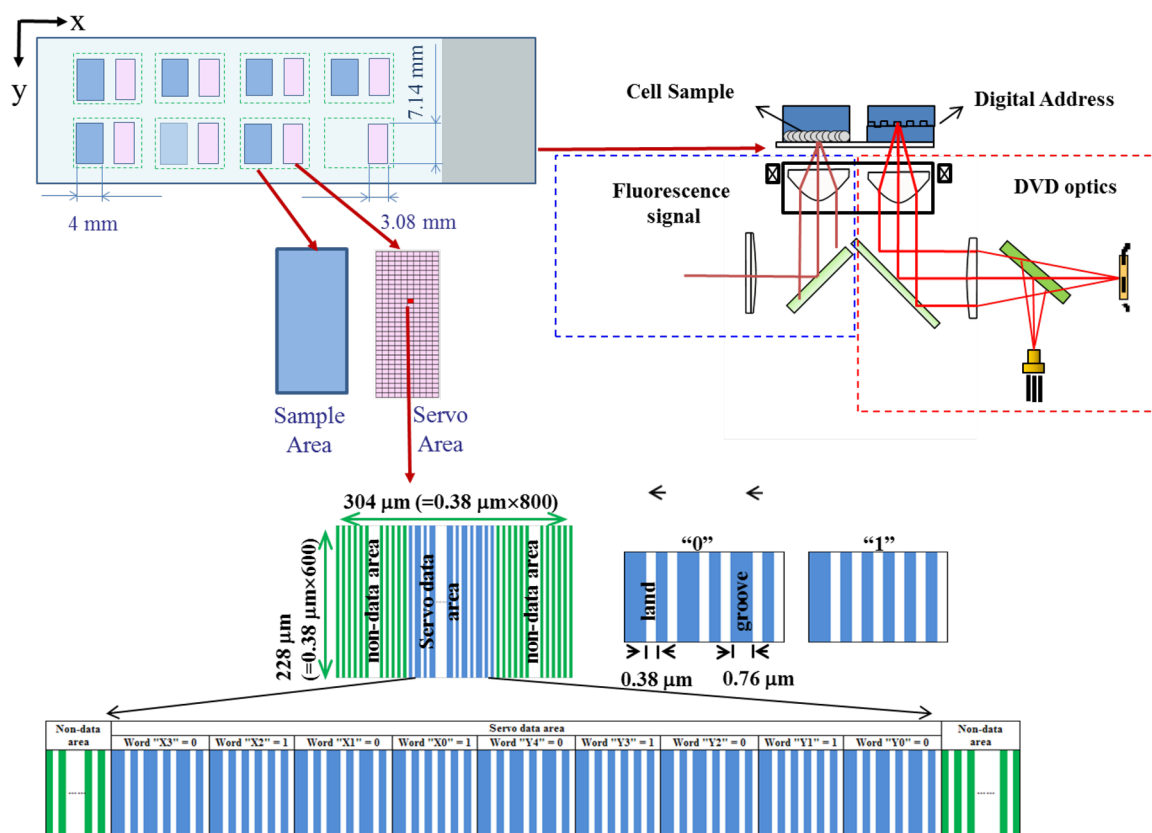 x
y
7.14 mm
4 mm
3.08 mm
Cell Sample
Digital Address
Fluorescence
signal
DVD optics
Sample
Area
Servo
Area
304 μm (=0.38 μm×800)
228 μm
(=0.38 μm×600)
non-data area
Servo data
area
non-data area
"0"
"1"
land
groove
0.38 μm
0.76 μm
Non-data
area
Servo data area
Non-data
area
Word "X3" = 0
Word "X2" = 1
Word "X1" = 0
Word "X0" = 1
Word "Y4" = 0
Word "Y3" = 1
Word "Y2" = 0
Word "Y1" = 1
Word "Y0" = 0
......
......